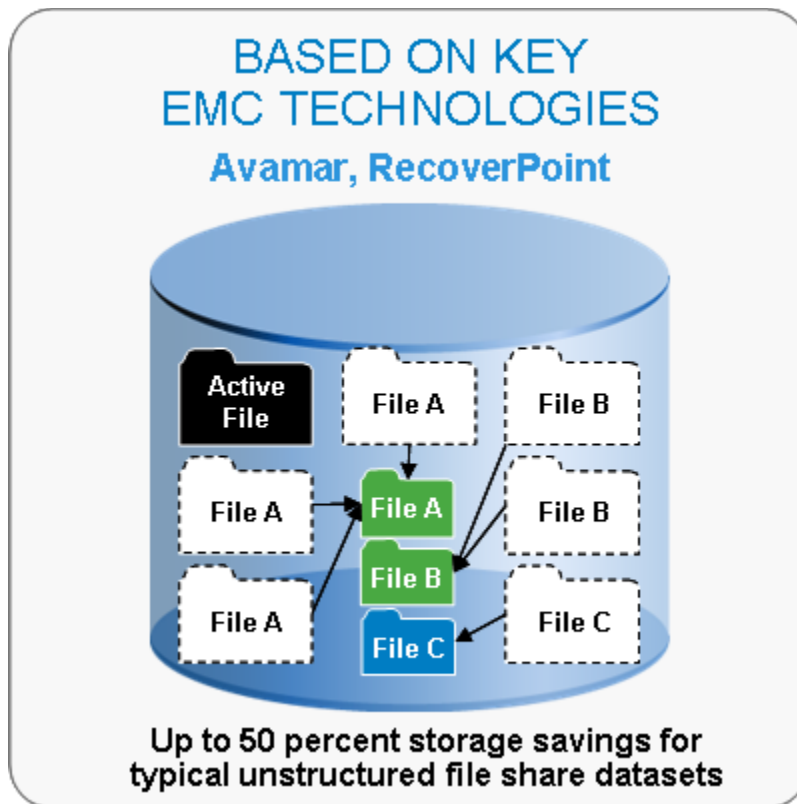 BASED ON KEY
EMC TECHNOLOGIES
Avamar, RecoverPoint
Active
File
File A
File B
File A
File A
File B
File B
File A
File C
File C
Up to 50 percent storage savings for
typical unstructured file share datasets